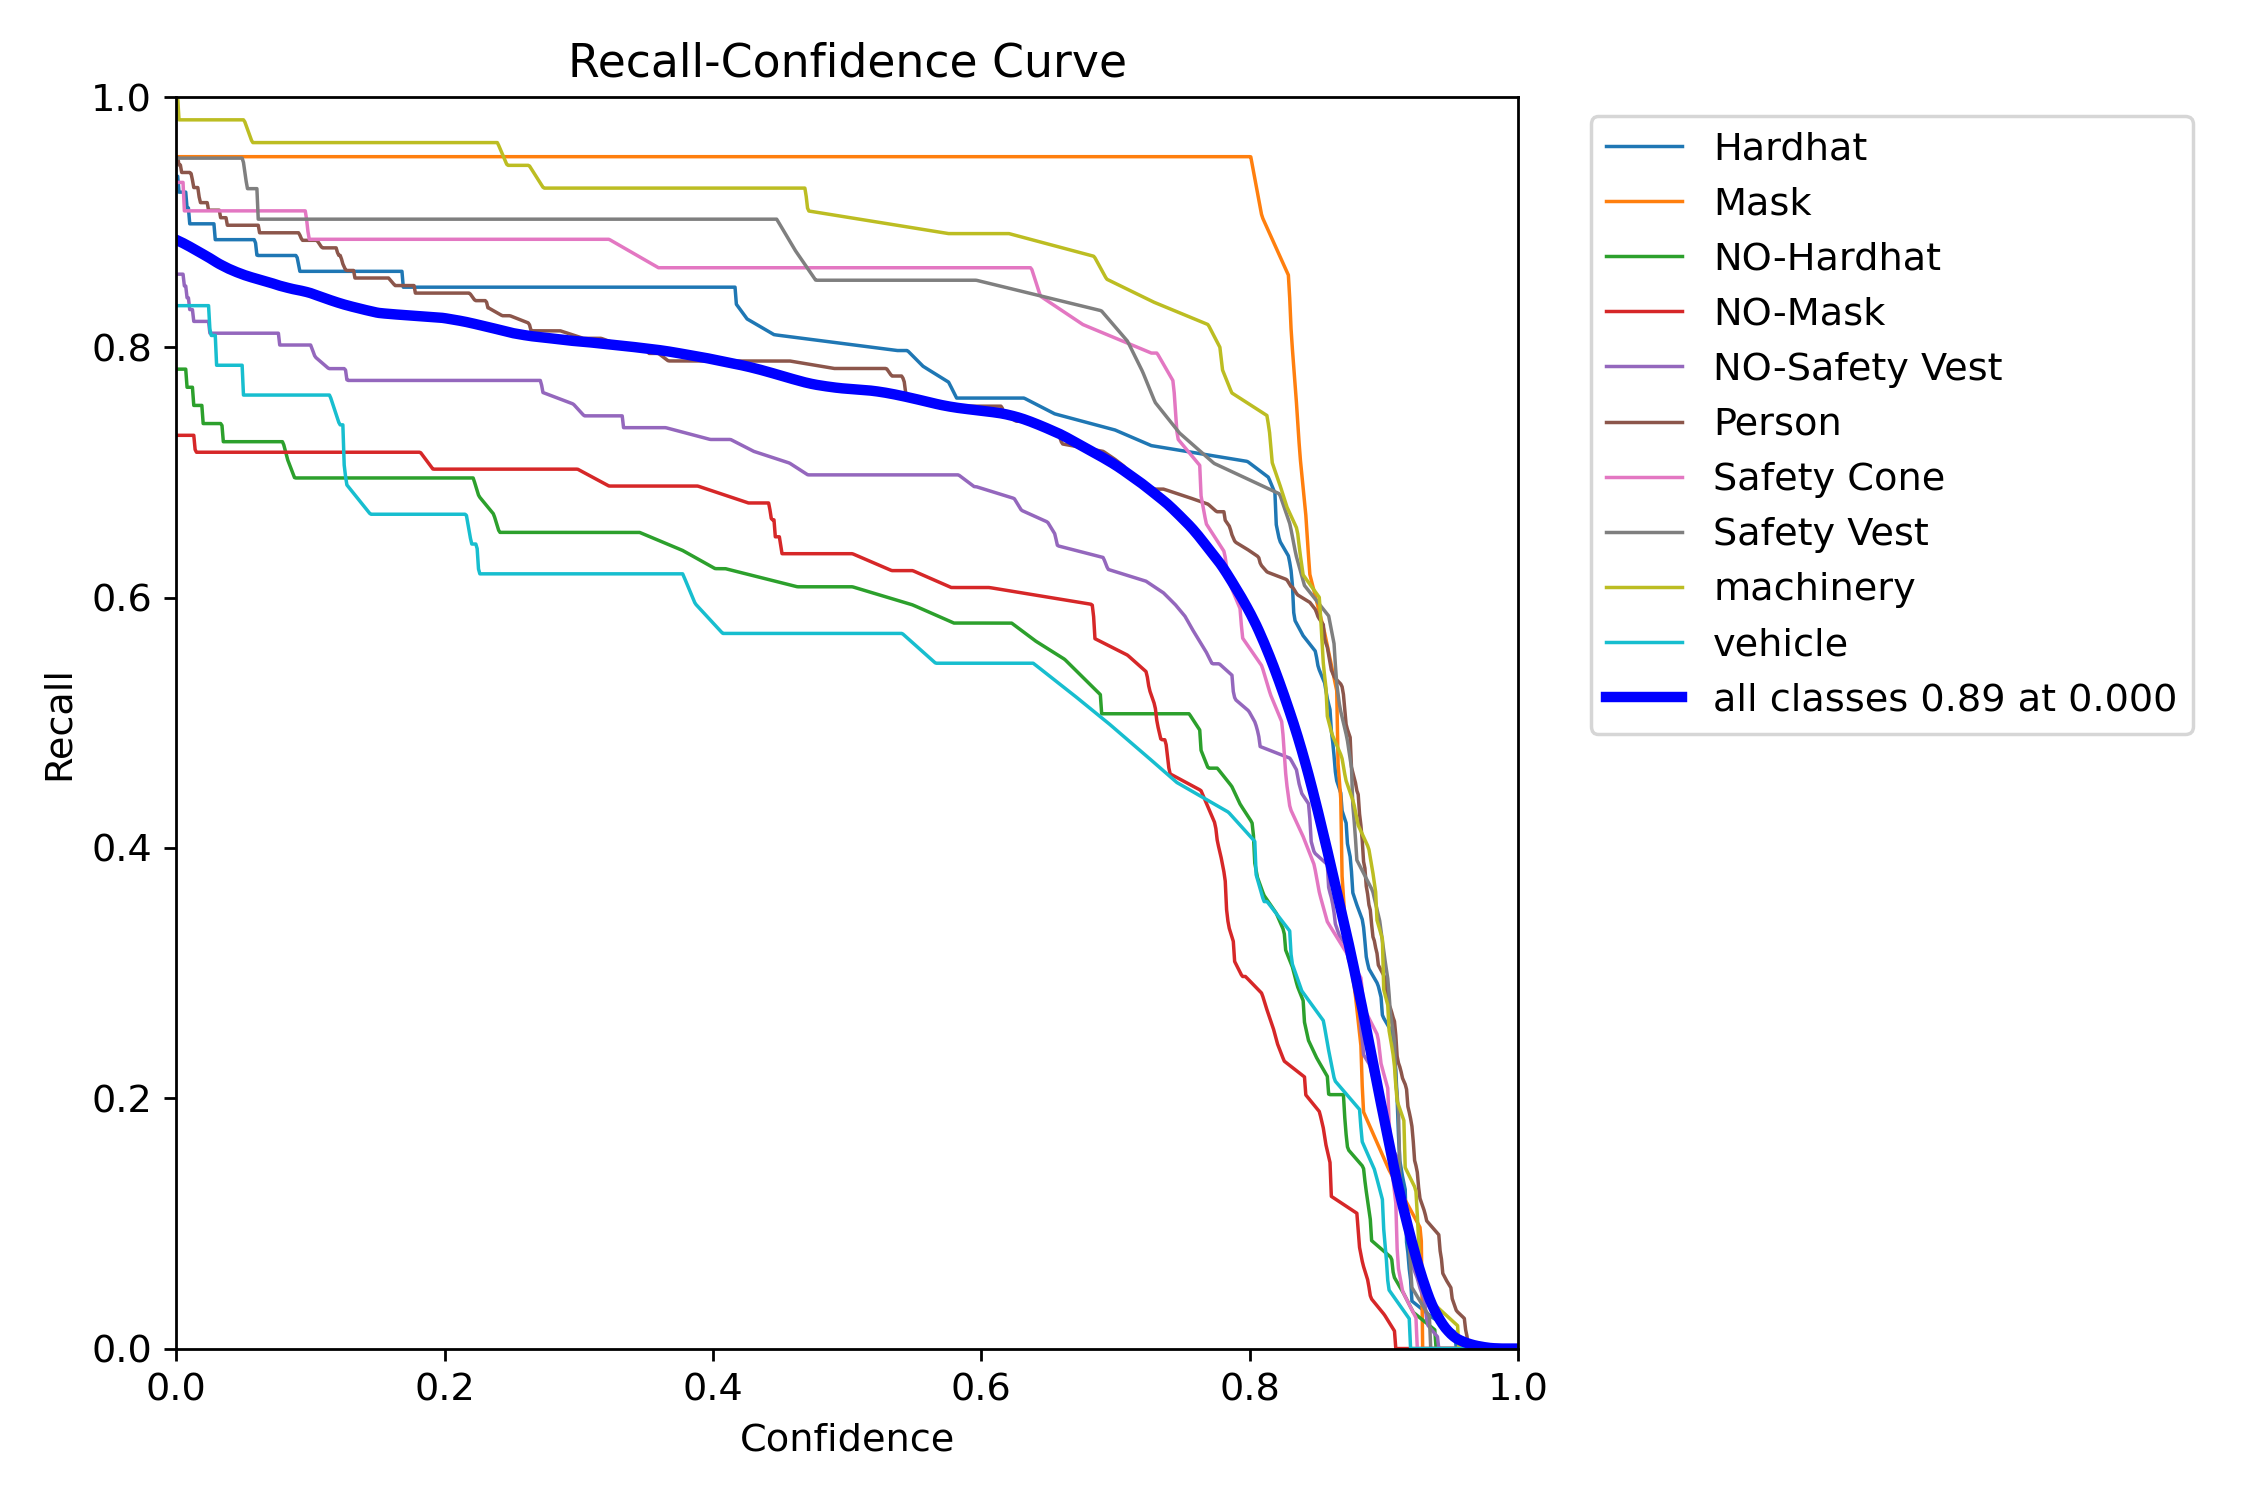 Recall-Confidence Curve
1.0
0.8
0.6
0.4
0.2
0.0
Recall
0.0 0.2 0.4 0.6 0.8 1.0
Confidence
Hardhat
Mask
NO-Hardhat
NO-Mask
NO-Safety Vest
Person
Safety Cone
Safety Vest
machinery
vehicle
all classes 0.89 at 0.000